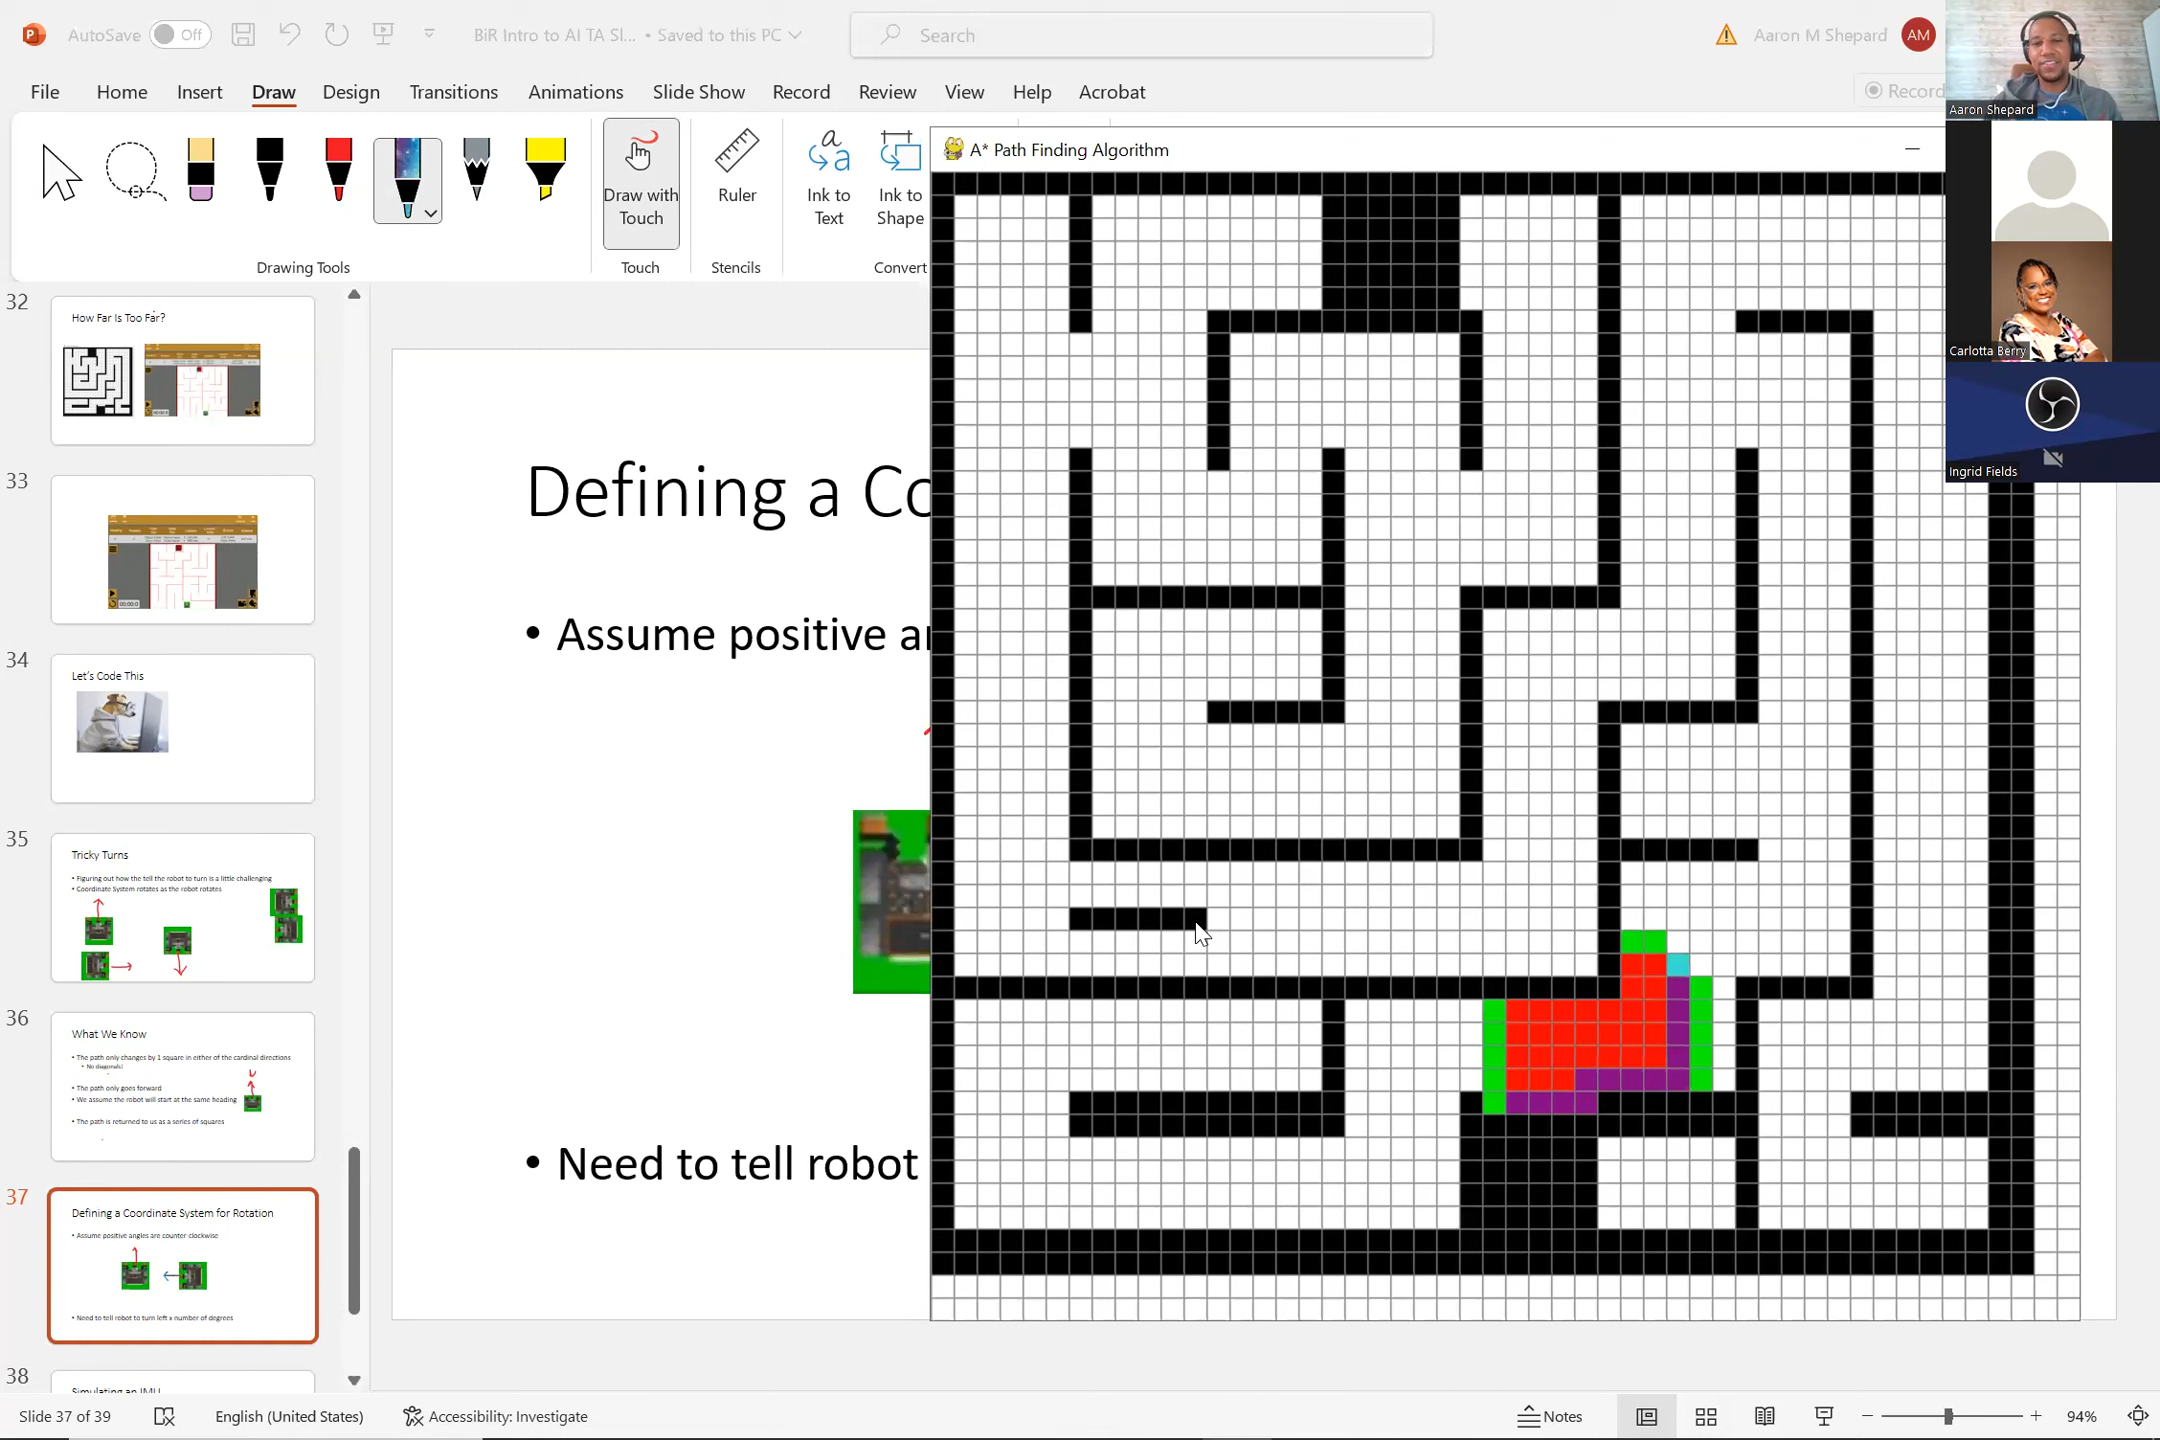 AutoSave Off BiR Intro to AI TA Sl... • Saved to this PC Search Aaron M Shepard AM
File Home Insert Draw Design Transitions Animations Slide Show Record Review View Help Acrobat Record
Draw with Touch
Ruler
Ink to Text
Ink to Shape
Drawing Tools Touch Stencils Convert
A* Path Finding Algorithm
Aaron Shepard
Carlotta Berry
Ingrid Fields
32
How Far Is Too Far?
33
34
Let's Code This
35
Tricky Turns
• Figuring out how the tell the robot to turn is a little challenging
• Coordinate System rotates as the robot rotates
36
What We Know
• The path only changes by 1 square in either of the cardinal directions
• No diagonals!
• The path only goes forward
• We assume the robot will start at the same heading
• The path is returned to us as a series of squares
37
Defining a Coordinate System for Rotation
• Assume positive angles are counter clockwise
• Need to tell robot to turn left x number of degrees
38
Simulating an IMU
Defining a Co
• Assume positive a
• Need to tell robot
Slide 37 of 39 English (United States) Accessibility: Investigate Notes 94%